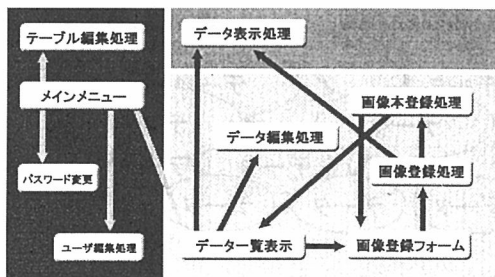 テーブル編集処理
データ表示処理
メインメニュー
画像本登録処理
データ編集処理
パスワード変更
画像登録処理
ユーザ編集処理
データ一覧表示
画像登録フォーム